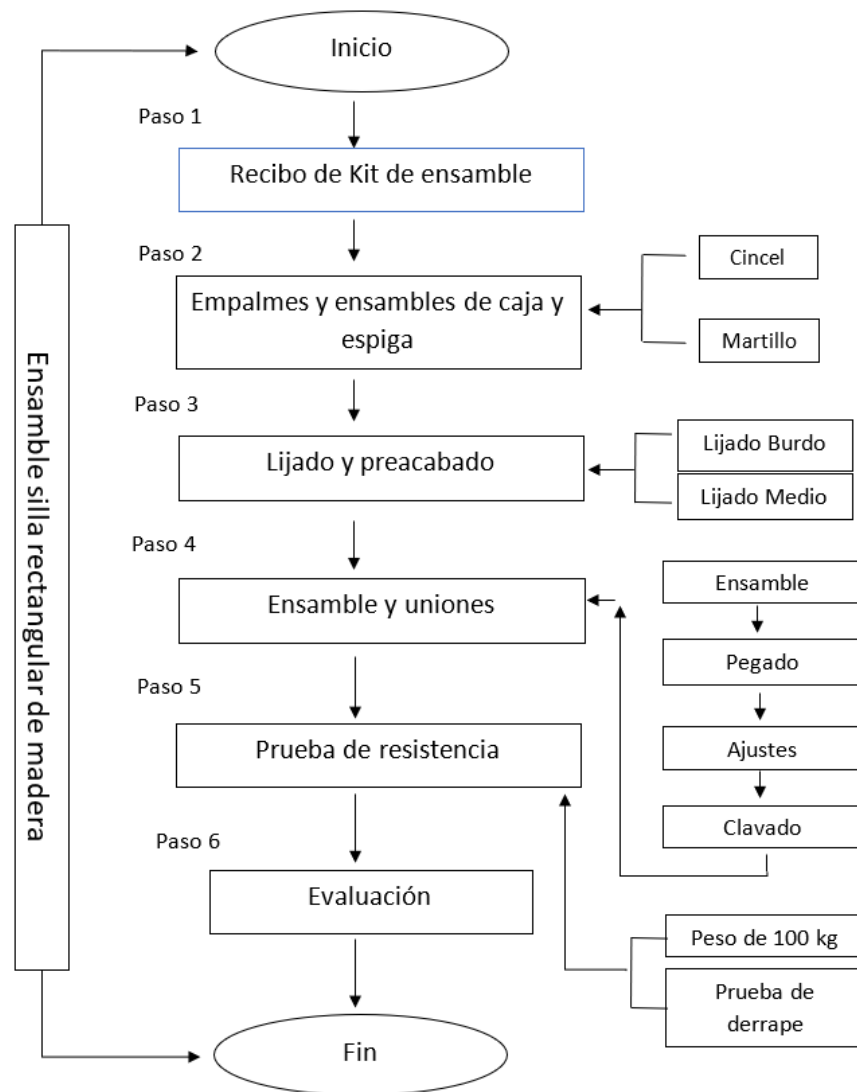 Inicio
Paso 1
Recibo de Kit de ensamble
Paso 2
Empalmes y ensambles de caja y
espiga
Cincel
Martillo
Paso 3
Lijado y preacabado
Lijado Burdo
Lijado Medio
Paso 4
Ensamble y uniones
Ensamble
Pegado
Ajustes
Clavado
Paso 5
Prueba de resistencia
Peso de 100 kg
Prueba de
derrape
Paso 6
Evaluación
Fin
Ensamble silla rectangular de madera